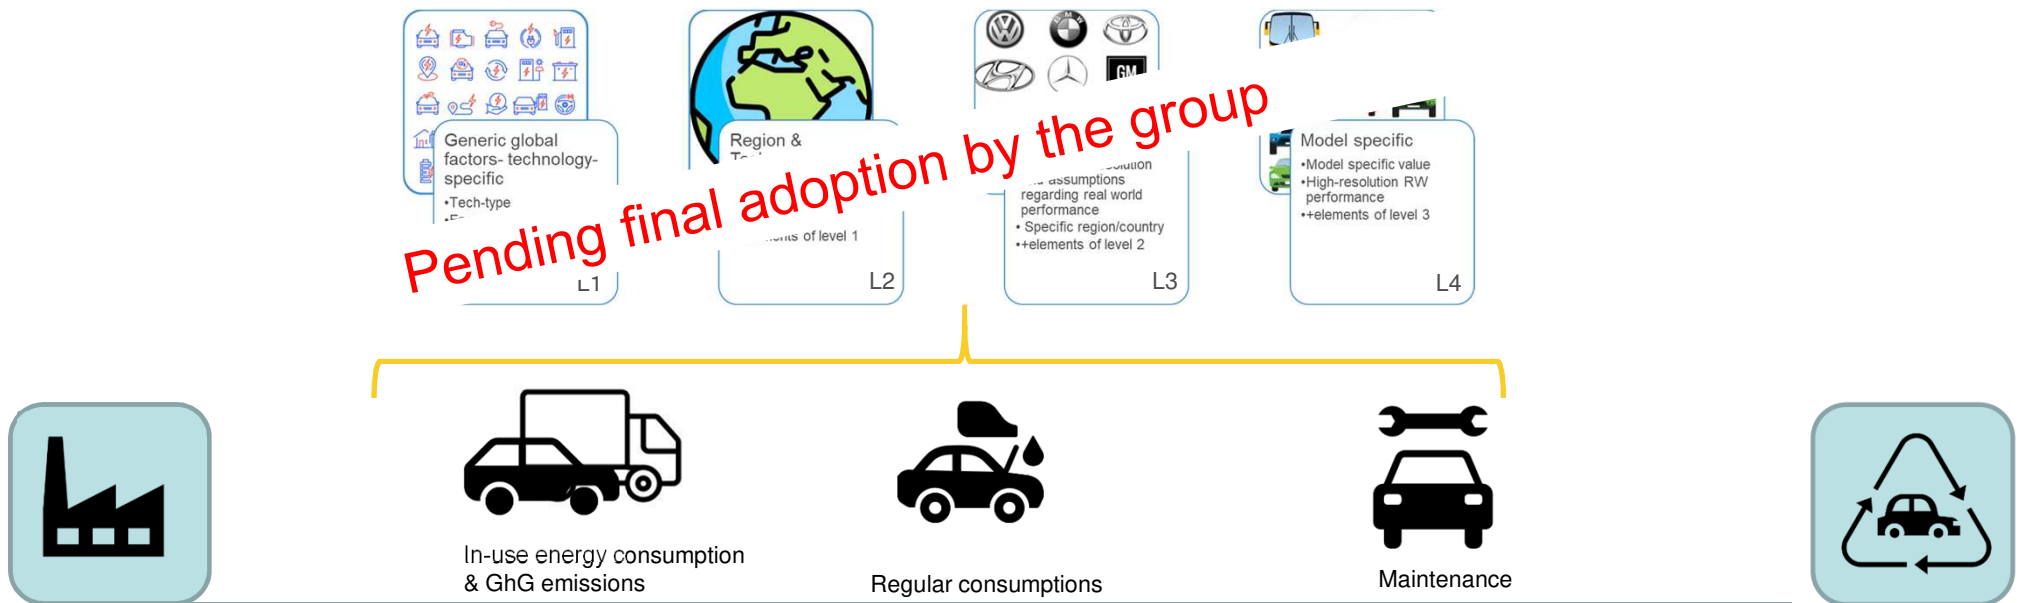 Generic global
factors- technology-
specific
•Tech-type
L1
Region &
of level 1
L2
assumptions
regarding real world
performance
• Specific region/country
•+elements of level 2
L3
Model specific
•Model specific value
•High-resolution RW
performance
•+elements of level 3
L4
GM
BMW
Pending final adoption by the group
In-use energy consumption
& GhG emissions
Regular consumptions
Maintenance